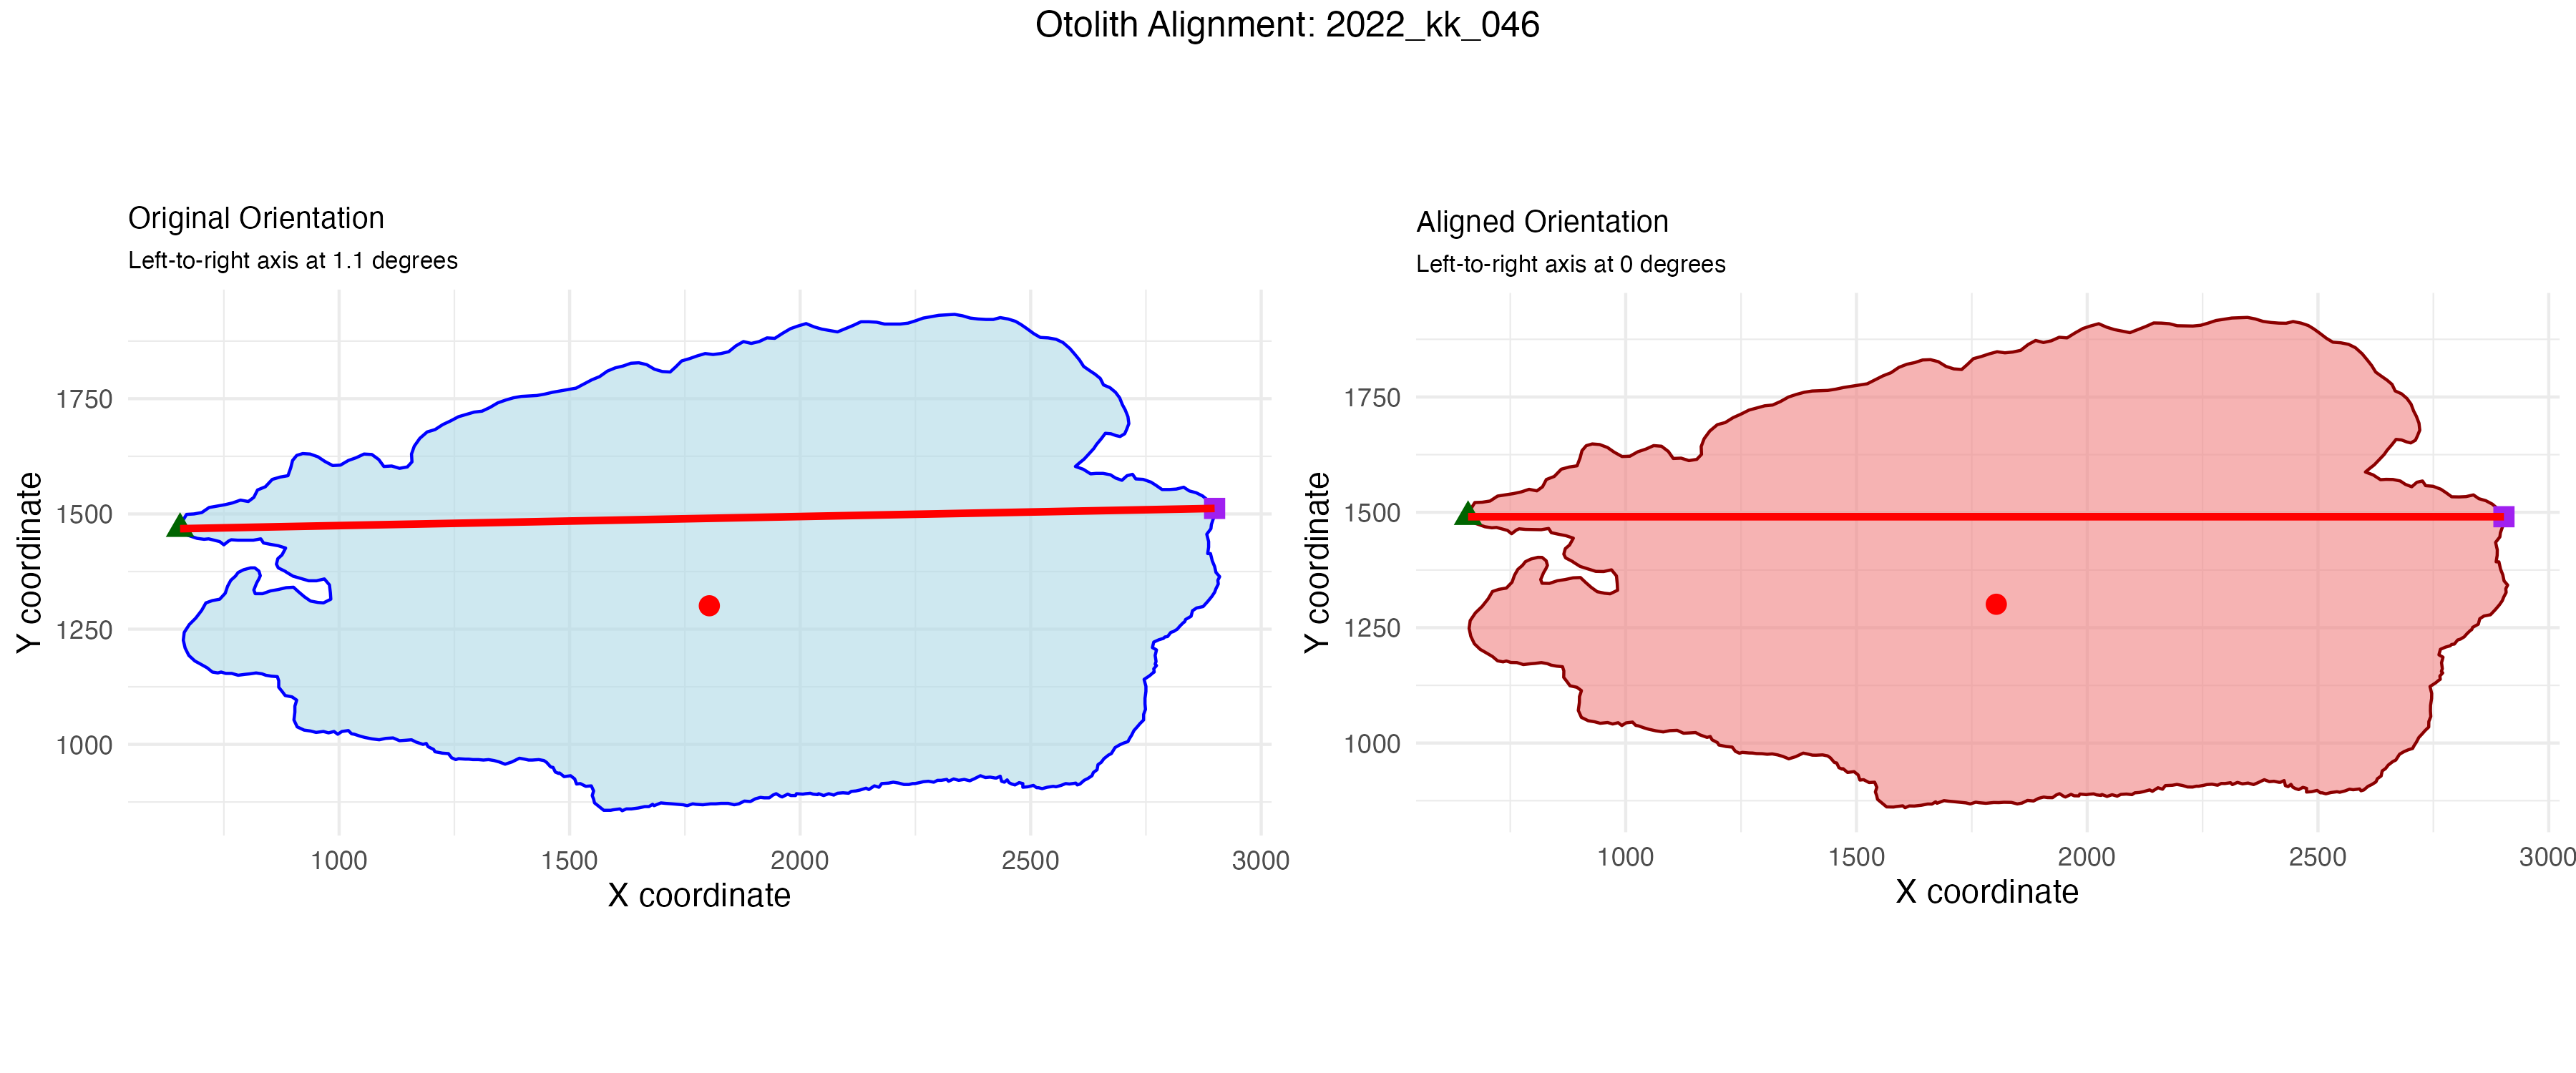 Otolith Alignment: 2022_kk_046
Original Orientation
Left-to-right axis at 1.1 degrees
Y coordinate
1750
1500
1250
1000
1000 1500 2000 2500 3000
X coordinate
Aligned Orientation
Left-to-right axis at 0 degrees
Y coordinate
1750
1500
1250
1000
1000 1500 2000 2500 3000
X coordinate